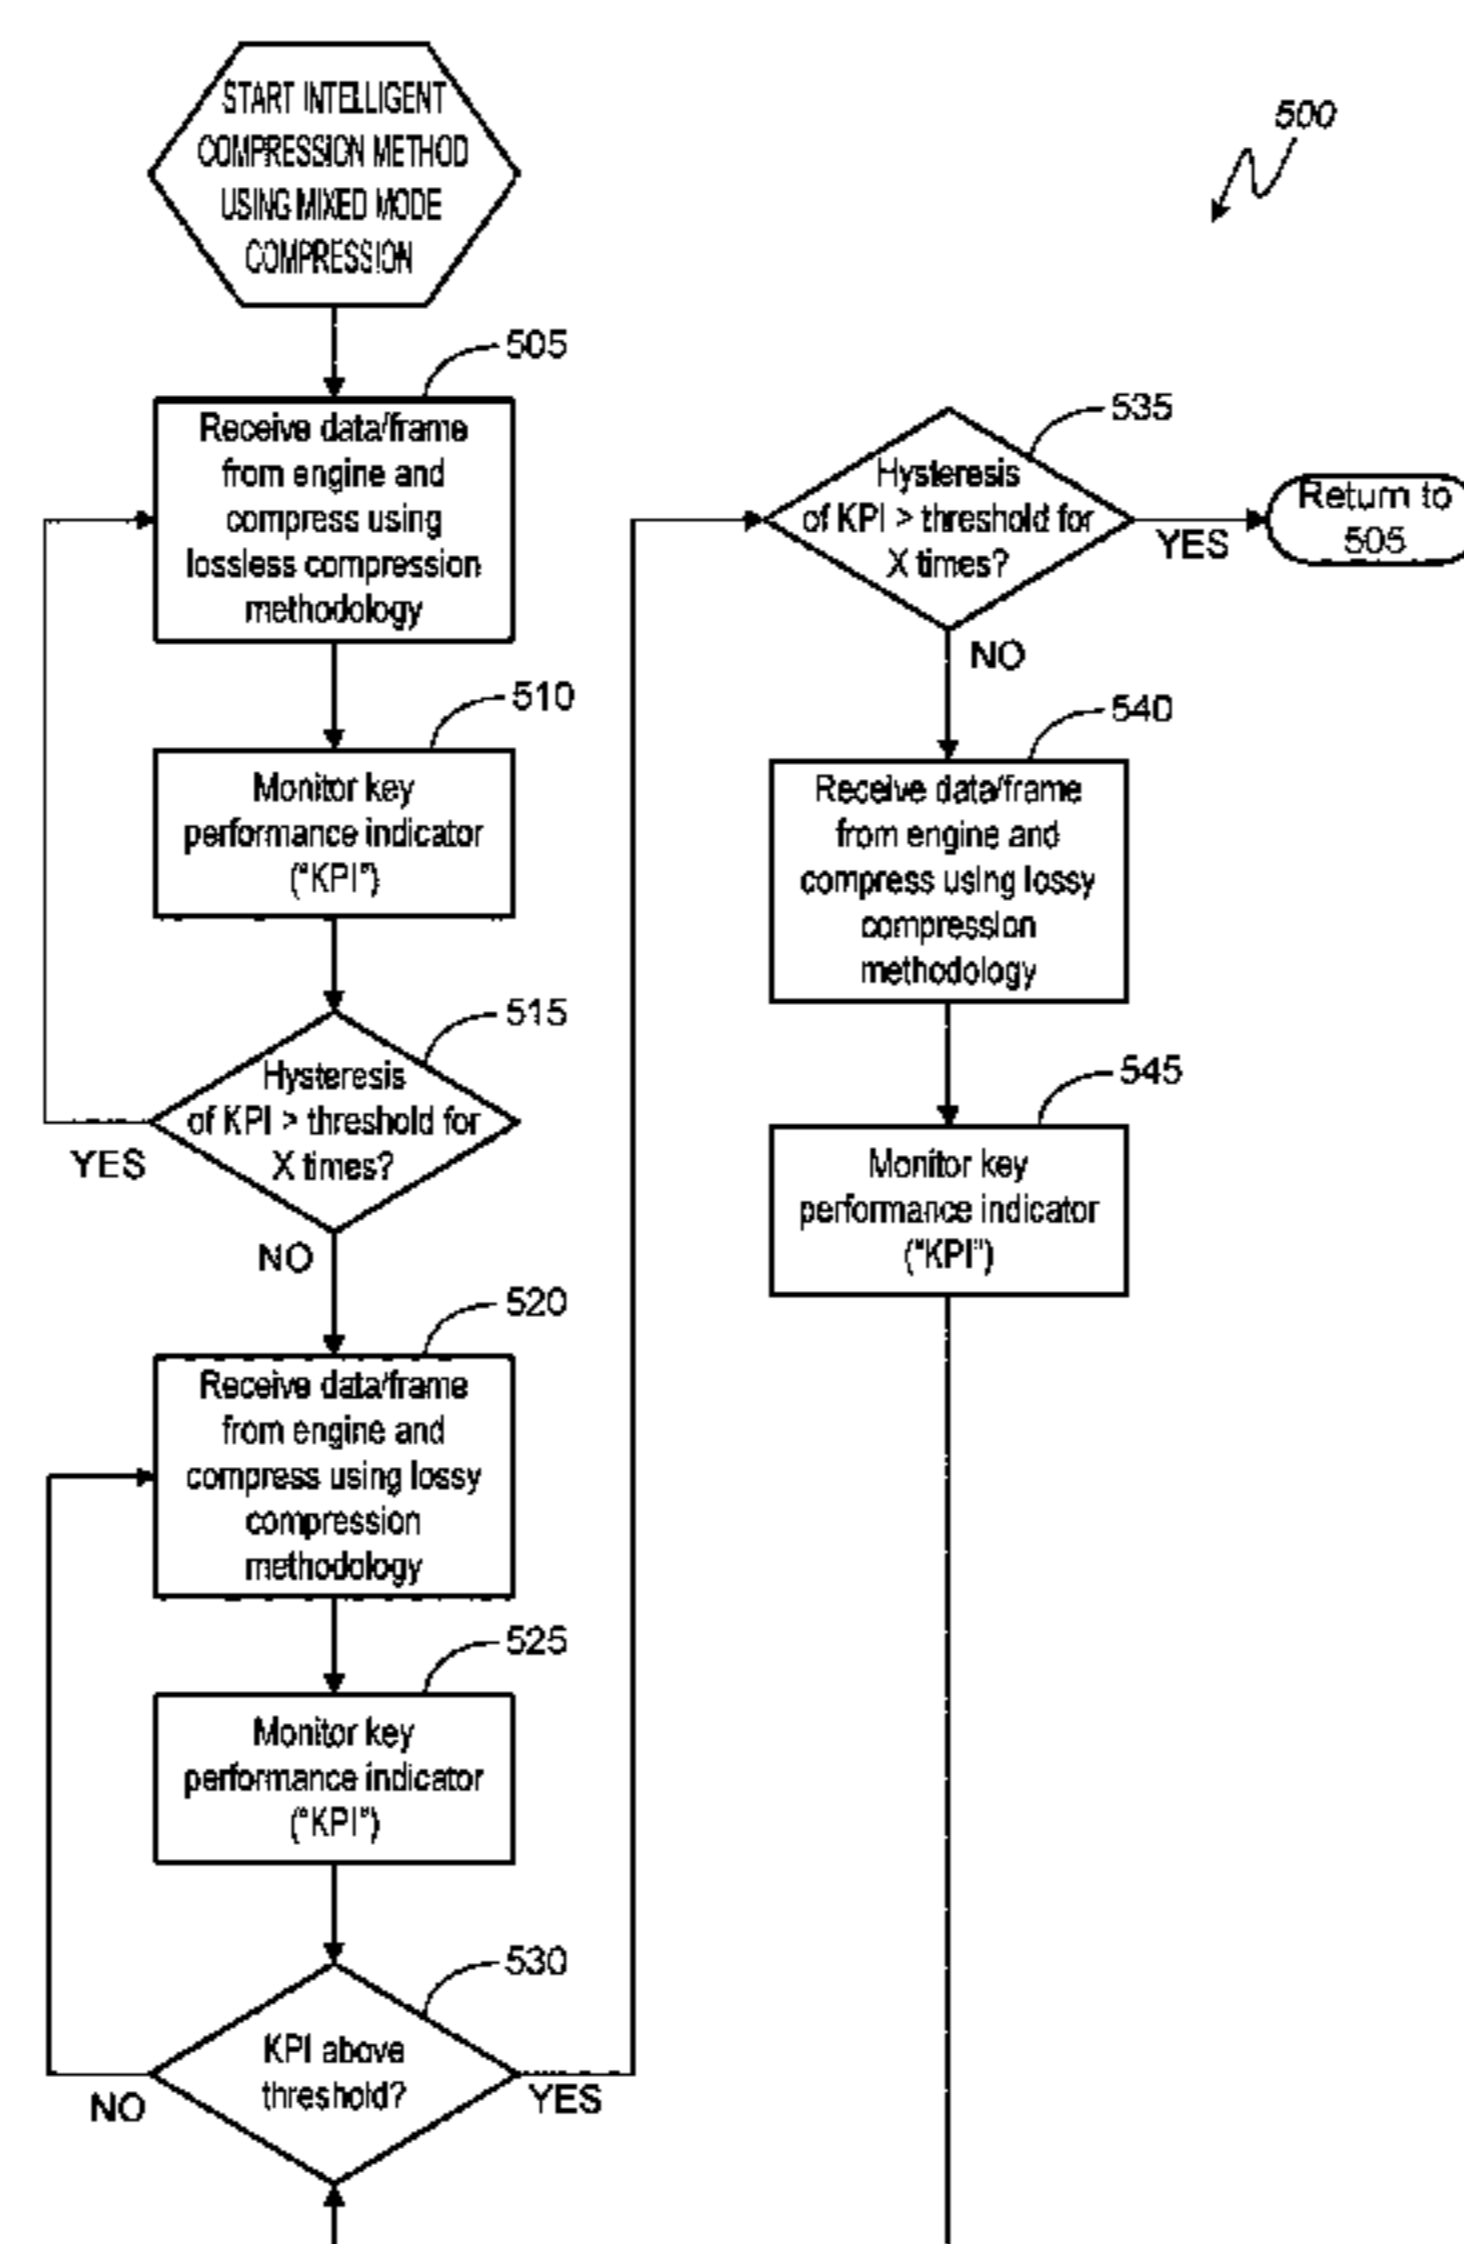 START INTELLIGENT
COMPRESSION METHOD
USING MIXED MODE
COMPRESSION
500
505
Receive data/frame
from engine and
compress using
lossless compression
methodology
510
Monitor key
performance indicator
("KPI")
515
Hysteresis
of KPI > threshold for
X times?
YES
NO
520
Receive data/frame
from engine and
compress using lossy
compression
methodology
525
Monitor key
performance indicator
("KPI")
530
KPI above
threshold?
NO
YES
535
Hysteresis
of KPI > threshold for
X times?
YES
Return to
505
NO
540
Receive data/frame
from engine and
compress using lossy
compression
methodology
545
Monitor key
performance indicator
("KPI")